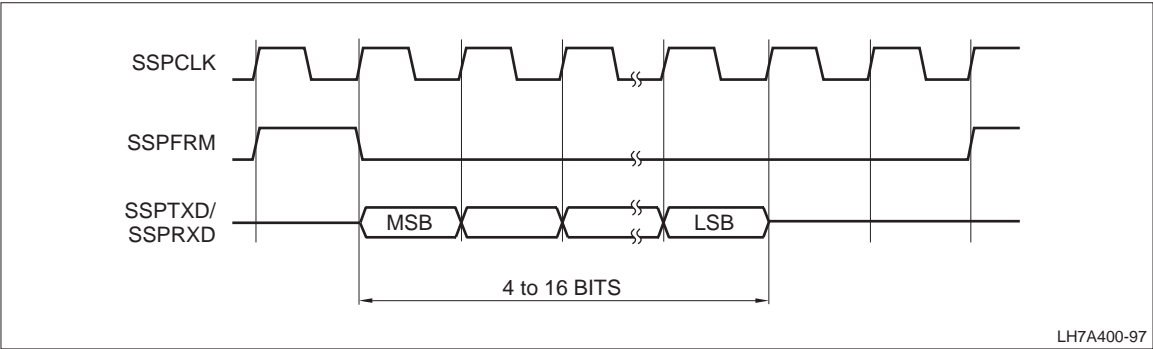 SSPCLK
SSPFRM
SSPTXD/
SSPRXD
MSB
LSB
4 to 16 BITS
LH7A400-97